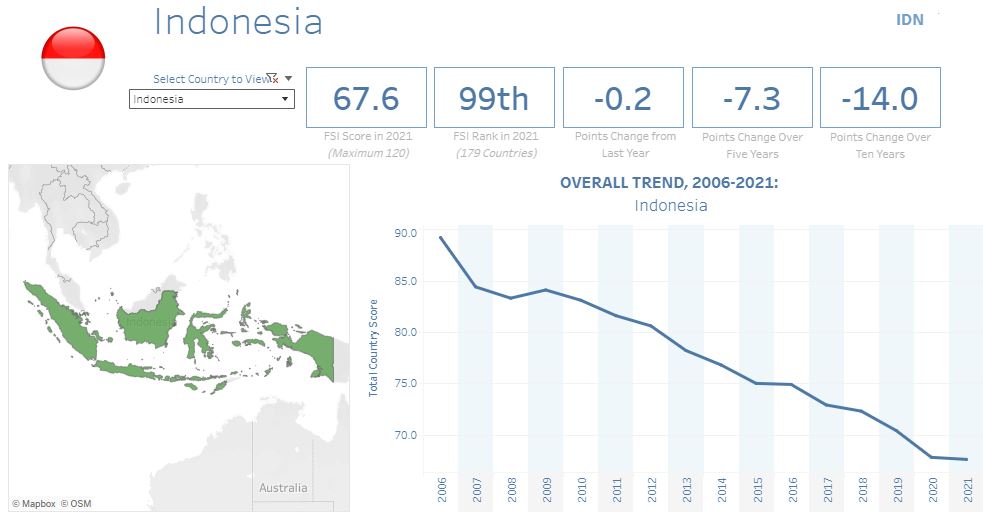 Indonesia
IDN
Select Country to View
Indonesia
67.6
99th
-0.2
-7.3
-14.0
FSI Score in 2021
(Maximum 120)
FSI Rank in 2021
(179 Countries)
Points Change from
Last Year
Points Change Over
Five Years
Points Change Over
Ten Years
OVERALL TREND, 2006-2021:
Indonesia
Indonesia
Australia
© Mapbox © OSM
Total Country Score
90.0
85.0
80.0
75.0
70.0
2006
2007
2008
2009
2010
2011
2012
2013
2014
2015
2016
2017
2018
2019
2020
2021